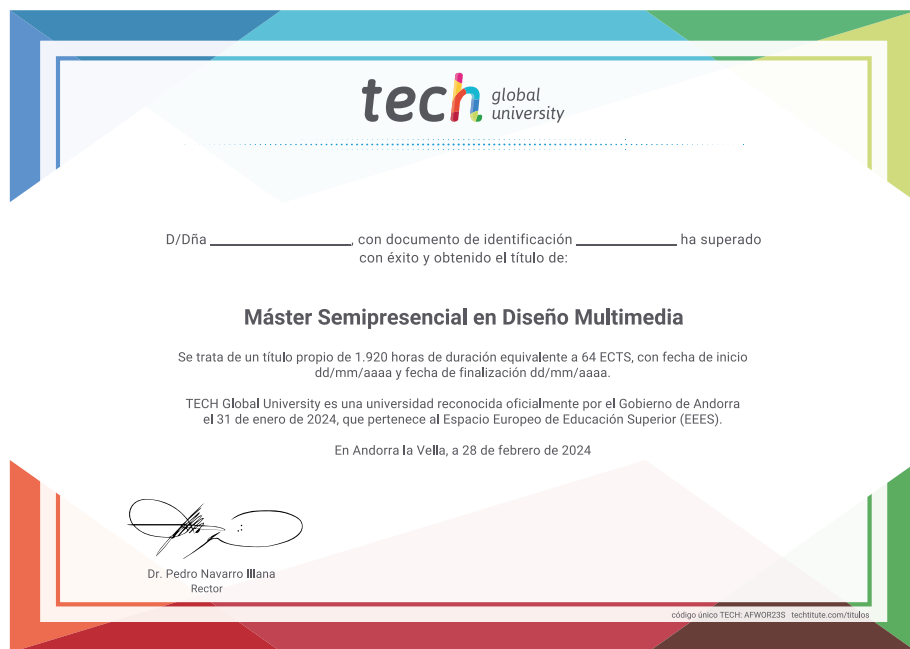 tech global university
D/Dña ________________, con documento de identificación ____________ ha superado
con éxito y obtenido el título de:
Máster Semipresencial en Diseño Multimedia
Se trata de un título propio de 1.920 horas de duración equivalente a 64 ECTS, con fecha de inicio
dd/mm/aaaa y fecha de finalización dd/mm/aaaa.
TECH Global University es una universidad reconocida oficialmente por el Gobierno de Andorra
el 31 de enero de 2024, que pertenece al Espacio Europeo de Educación Superior (EEES).
En Andorra la Vella, a 28 de febrero de 2024
Dr. Pedro Navarro Illana
Rector
código único TECH: AFWOR23S techtitute.com/titulos